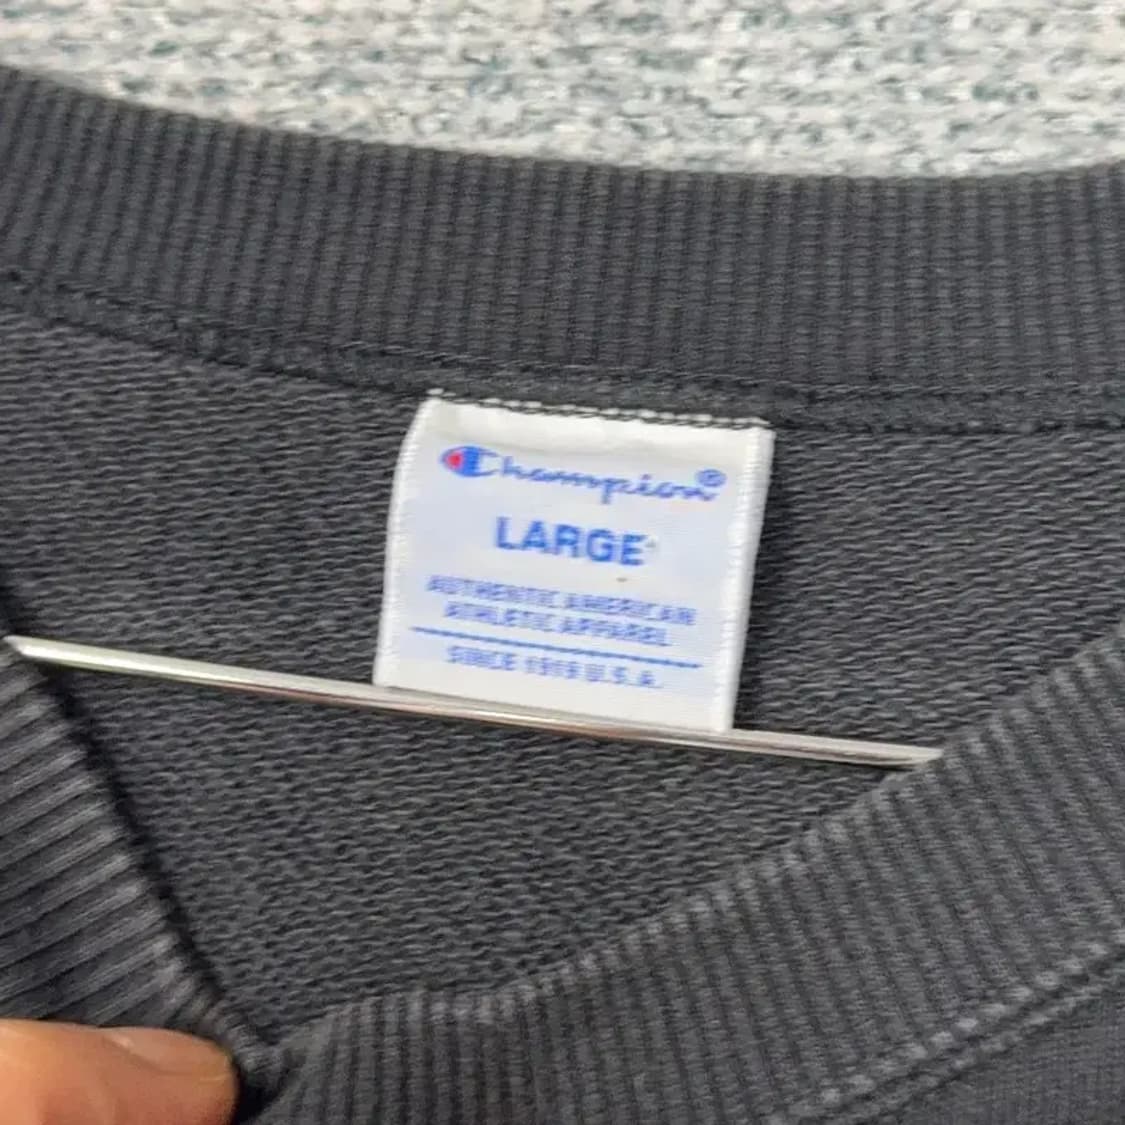 Champion®
LARGE
AUTHENTIC AMERICAN
ATHLETIC APPAREL
SINCE 1919 U.S.A.